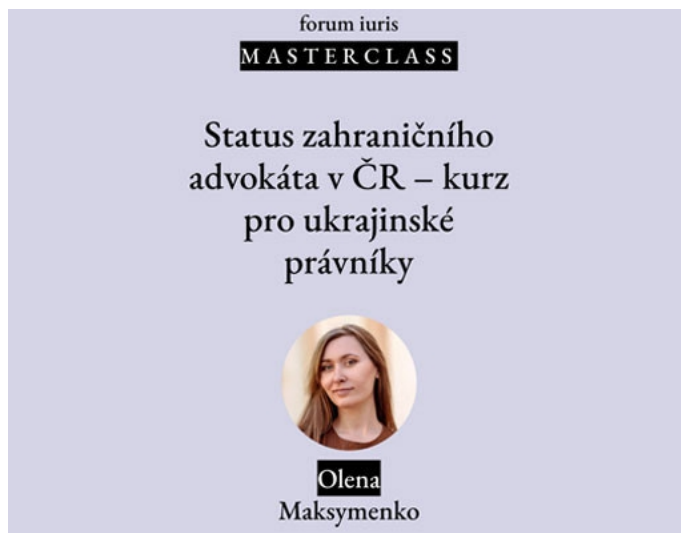 forum iuris
MASTERCLASS
Status zahraničního
advokáta v ČR – kurz
pro ukrajinské
právníky
Olena
Maksymenko